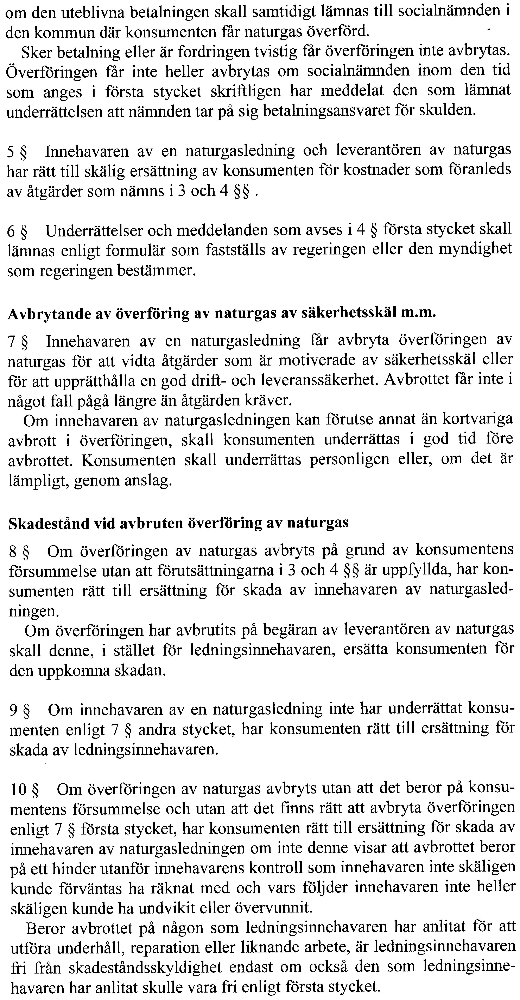 om den uteblivna betalningen skall samtidigt lämnas till socialnämnden i
den kommun där konsumenten får naturgas överförd.
Sker betalning eller är fordringen tvistig får överföringen inte avbrytas.
Överföringen får inte heller avbrytas om socialnämnden inom den tid
som anges i första stycket skriftligen har meddelat den som lämnat
underrättelsen att nämnden tar på sig betalningsansvaret för skulden.
5 § Innehavaren av en naturgasledning och leverantören av naturgas
har rätt till skälig ersättning av konsumenten för kostnader som föranleds
av åtgärder som nämns i 3 och 4 §§ .
6 § Underrättelser och meddelanden som avses i 4 § första stycket skall
lämnas enligt formulär som fastställs av regeringen eller den myndighet
som regeringen bestämmer.
Avbrytande av överföring av naturgas av säkerhetsskäl m.m.
7 § Innehavaren av en naturgasledning får avbryta överföringen av
naturgas för att vidta åtgärder som är motiverade av säkerhetsskäl eller
för att upprätthålla en god drift- och leveranssäkerhet. Avbrottet får inte i
något fall pågå längre än åtgärden kräver.
Om innehavaren av naturgasledningen kan förutse annat än kortvariga
avbrott i överföringen, skall konsumenten underrättas i god tid före
avbrottet. Konsumenten skall underrättas personligen eller, om det är
lämpligt, genom anslag.
Skadestånd vid avbruten överföring av naturgas
8 § Om överföringen av naturgas avbryts på grund av konsumentens
försummelse utan att förutsättningarna i 3 och 4 §§ är uppfyllda, har kon-
sumenten rätt till ersättning för skada av innehavaren av naturgasled-
ningen.
Om överföringen har avbrutits på begäran av leverantören av naturgas
skall denne, i stället för ledningsinnehavaren, ersätta konsumenten för
den uppkomna skadan.
9 § Om innehavaren av en naturgasledning inte har underrättat konsu-
menten enligt 7 § andra stycket, har konsumenten rätt till ersättning för
skada av ledningsinnehavaren.
10 § Om överföringen av naturgas avbryts utan att det beror på konsu-
mentens försummelse och utan att det finns rätt att avbryta överföringen
enligt 7 § första stycket, har konsumenten rätt till ersättning för skada av
innehavaren av naturgasledningen om inte denne visar att avbrottet beror
på ett hinder utanför innehavarens kontroll som innehavaren inte skäligen
kunde förväntas ha räknat med och vars följder innehavaren inte heller
skäligen kunde ha undvikit eller övervunnit.
Beror avbrottet på någon som ledningsinnehavaren har anlitat för att
utföra underhåll, reparation eller liknande arbete, är ledningsinnehavaren
fri från skadeståndsskyldighet endast om också den som ledningsinne-
havaren har anlitat skulle vara fri enligt första stycket.